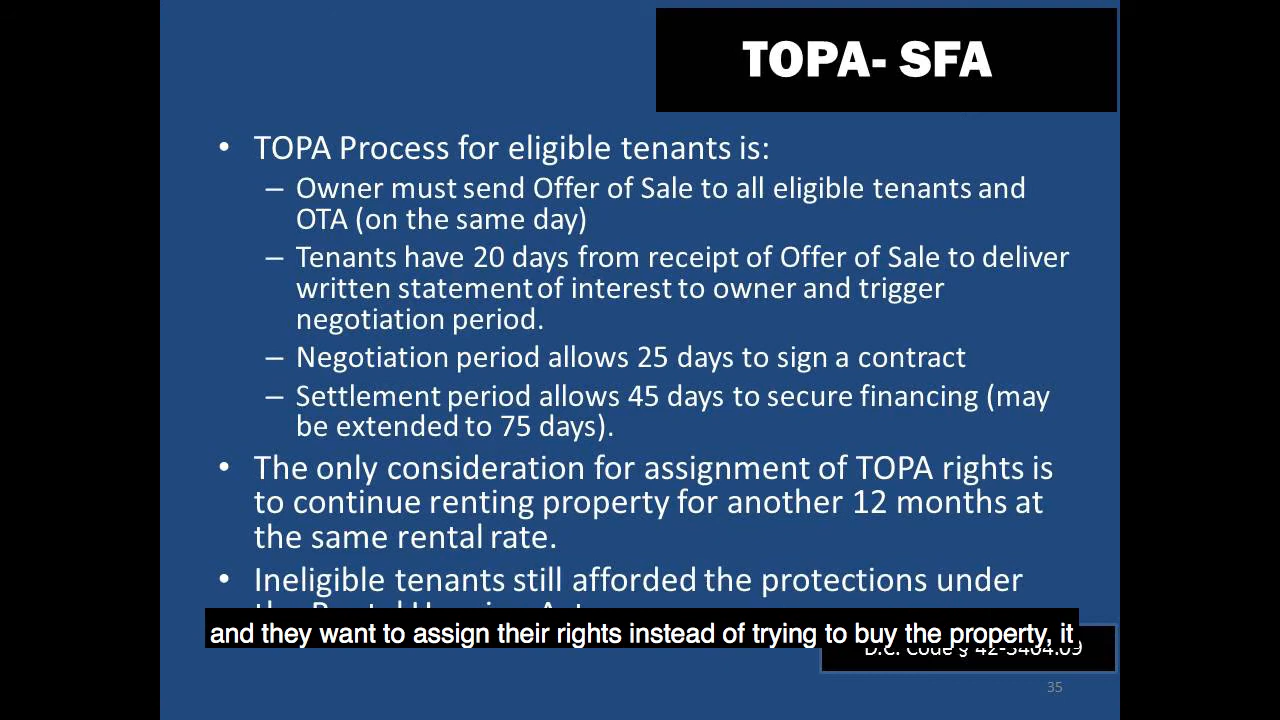 TOPA- SFA
• TOPA Process for eligible tenants is:
– Owner must send Offer of Sale to all eligible tenants and
OTA (on the same day)
– Tenants have 20 days from receipt of Offer of Sale to deliver
written statement of interest to owner and trigger
negotiation period.
– Negotiation period allows 25 days to sign a contract
– Settlement period allows 45 days to secure financing (may
be extended to 75 days).
• The only consideration for assignment of TOPA rights is
to continue renting property for another 12 months at
the same rental rate.
• Ineligible tenants still afforded the protections under
and they want to assign their rights instead of trying to buy the property, it
D.C. Code § 42-3404.09
35